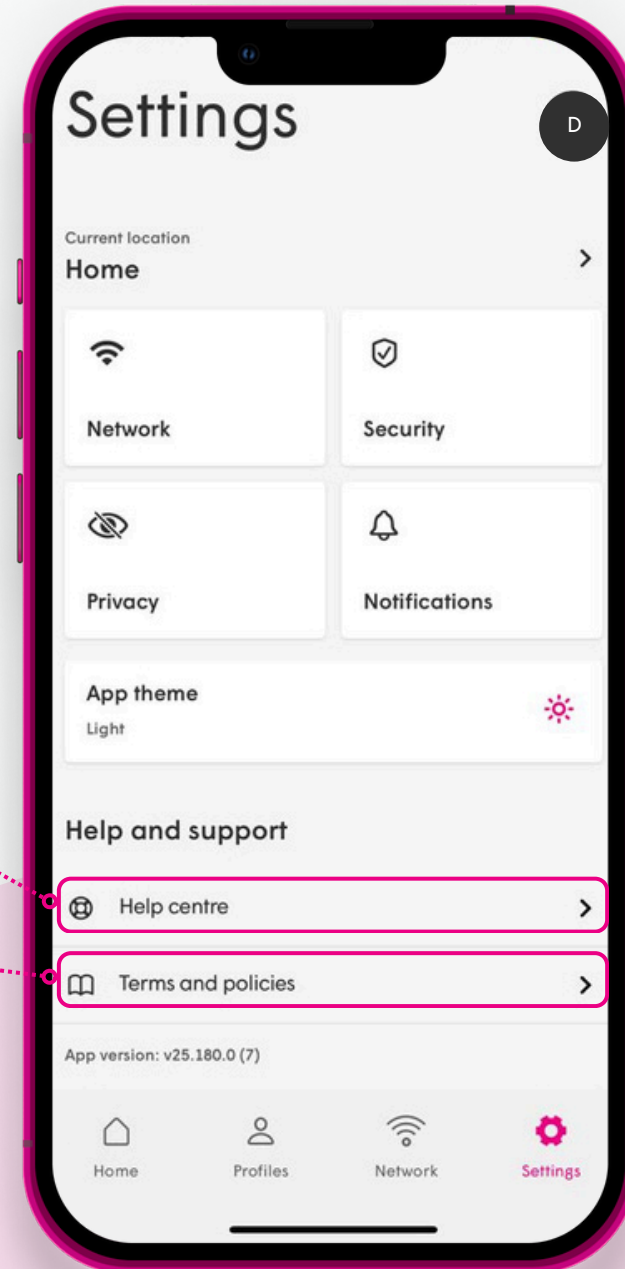 Settings
D
Current location
Home
Network
Security
Privacy
Notifications
App theme
Light
Help and support
Help centre
Terms and policies
App version: v25.180.0 (7)
Home
Profiles
Network
Settings